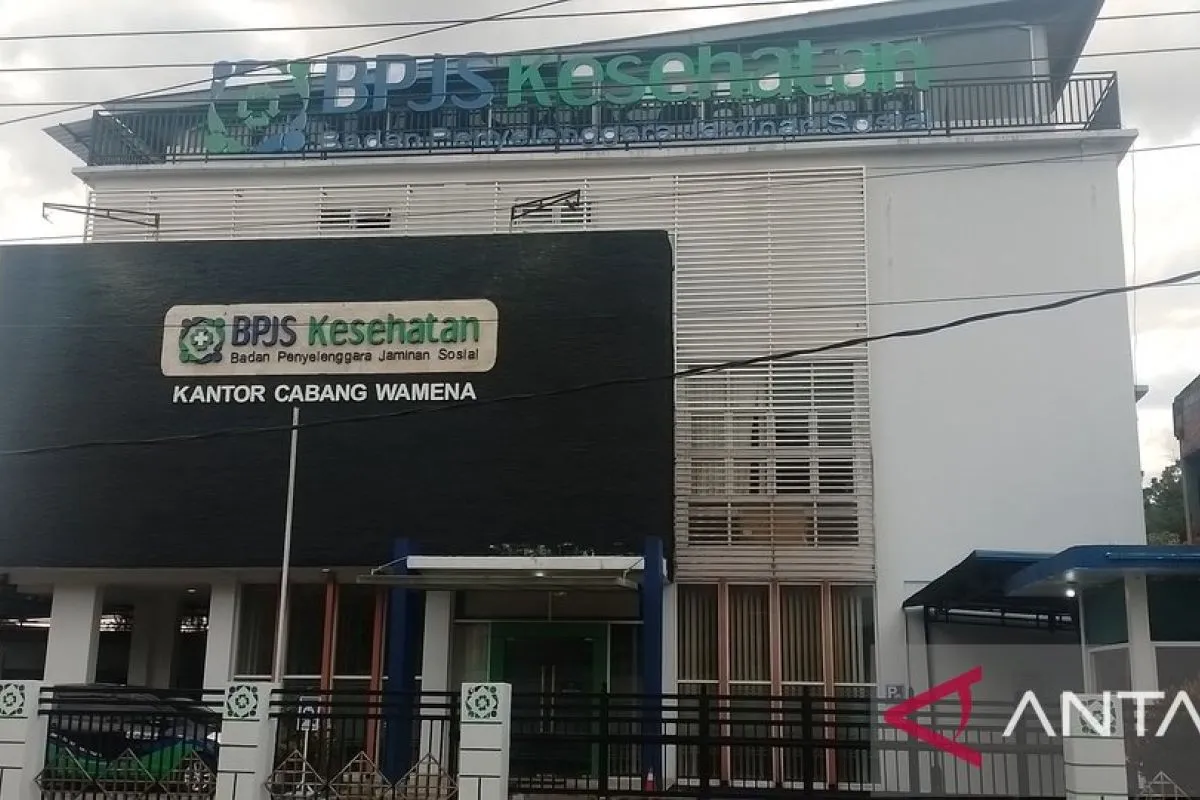 BPJS Kesehatan
Badan Penyelenggara Jaminan Sosial
BPJS Kesehatan
Badan Penyelenggara Jaminan Sosial
KANTOR CABANG WAMENA
P
ANTA